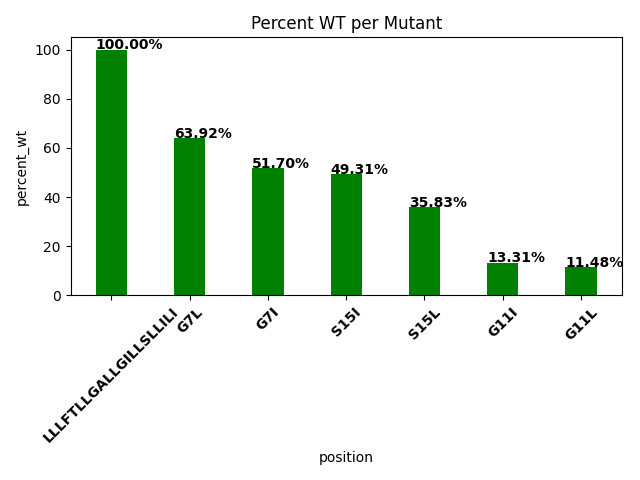 Percent WT per Mutant
percent_wt
100
80
60
40
20
0
100.00%
63.92%
51.70%
49.31%
35.83%
13.31%
11.48%
LLLFTLLGALLGILLSLLILI
G7L
G7I
S15I
S15L
G11I
G11L
position